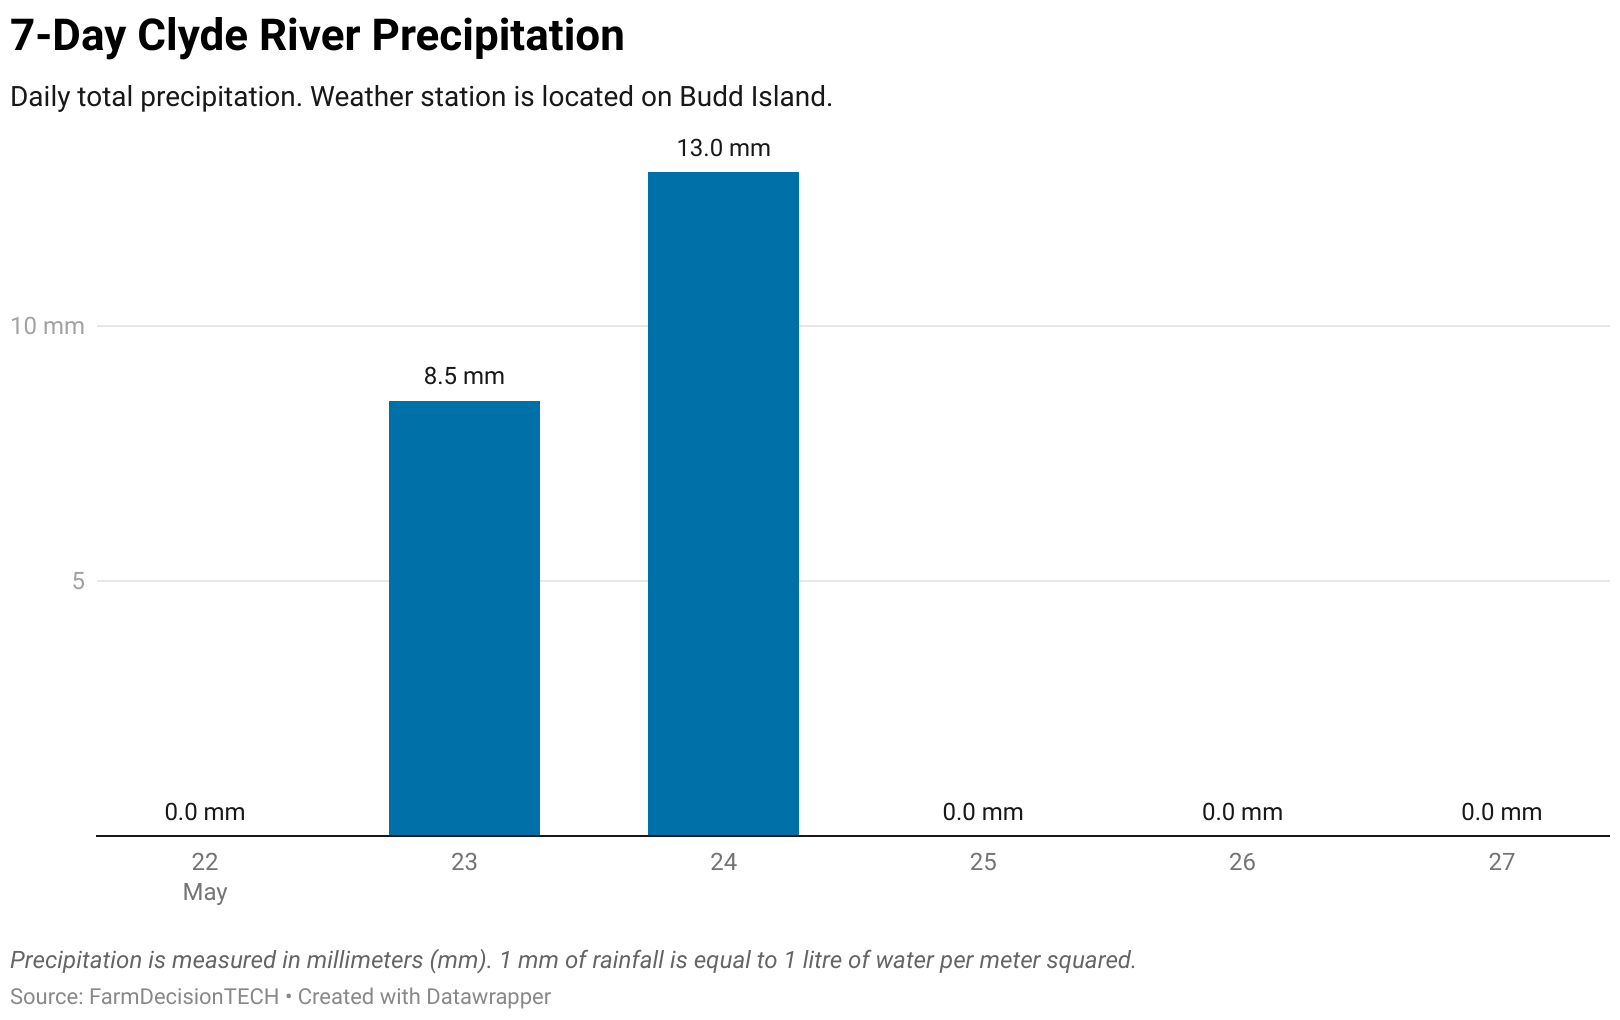 7-Day Clyde River Precipitation
Daily total precipitation. Weather station is located on Budd Island.
13.0 mm
10 mm
8.5 mm
5
0.0 mm
0.0 mm
0.0 mm
0.0 mm
22
23
24
25
26
27
May
Precipitation is measured in millimeters (mm). 1 mm of rainfall is equal to 1 litre of water per meter squared.
Source: FarmDecisionTECH • Created with Datawrapper